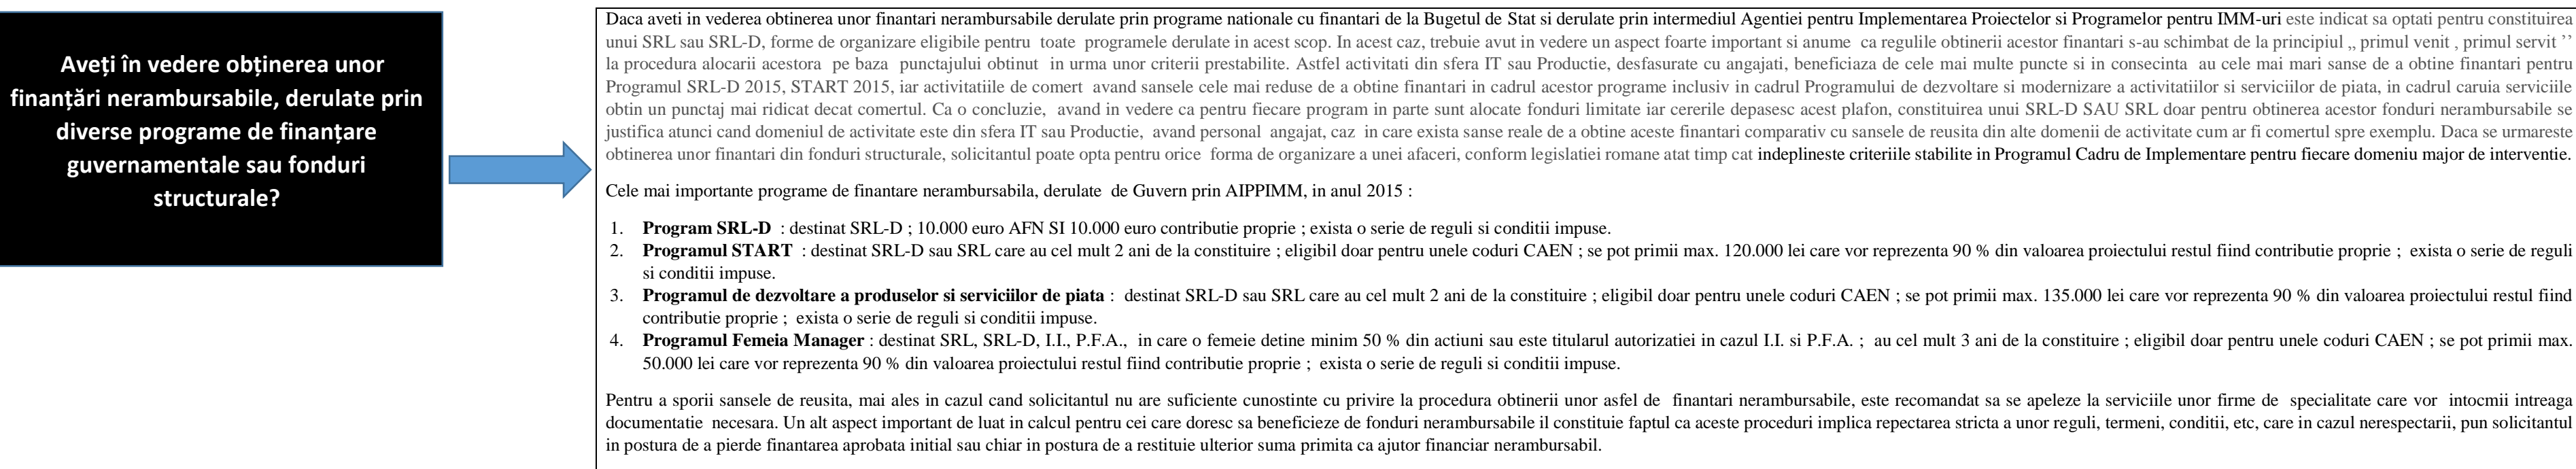 Aveți în vedere obținerea unor
finanțări nerambursabile, derulate prin
diverse programe de finanțare
guvernamentale sau fonduri
structurale?
Daca aveti in vederea obtinerea unor finantari nerambursabile derulate prin programe nationale cu finantari de la Bugetul de Stat si derulate prin intermediul Agentiei pentru Implementarea Proiectelor si Programelor pentru IMM-uri este indicat sa optati pentru constituirea
unui SRL sau SRL-D, forme de organizare eligibile pentru toate programele derulate in acest scop. In acest caz, trebuie avut in vedere un aspect foarte important si anume ca regulile obtinerii acestor finantari s-au schimbat de la principiul ,, primul venit , primul servit ’’
la procedura alocarii acestora pe baza punctajului obtinut in urma unor criterii prestabilite. Astfel activitati din sfera IT sau Productie, desfasurate cu angajati, beneficiaza de cele mai multe puncte si in consecinta au cele mai mari sanse de a obtine finantari pentru
Programul SRL-D 2015, START 2015, iar activitatiile de comert avand sansele cele mai reduse de a obtine finantari in cadrul acestor programe inclusiv in cadrul Programului de dezvoltare si modernizare a activitatiilor si serviciilor de piata, in cadrul caruia serviciile
obtin un punctaj mai ridicat decat comertul. Ca o concluzie, avand in vedere ca pentru fiecare program in parte sunt alocate fonduri limitate iar cererile depasesc acest plafon, constituirea unui SRL-D SAU SRL doar pentru obtinerea acestor fonduri nerambursabile se
justifica atunci cand domeniul de activitate este din sfera IT sau Productie, avand personal angajat, caz in care exista sanse reale de a obtine aceste finantari comparativ cu sansele de reusita din alte domenii de activitate cum ar fi comertul spre exemplu. Daca se urmareste
obtinerea unor finantari din fonduri structurale, solicitantul poate opta pentru orice forma de organizare a unei afaceri, conform legislatiei romane atat timp cat indeplineste criteriile stabilite in Programul Cadru de Implementare pentru fiecare domeniu major de interventie.
Cele mai importante programe de finantare nerambursabila, derulate de Guvern prin AIPPIMM, in anul 2015 :
1. Program SRL-D : destinat SRL-D ; 10.000 euro AFN SI 10.000 euro contributie proprie ; exista o serie de reguli si conditii impuse.
2. Programul START : destinat SRL-D sau SRL care au cel mult 2 ani de la constituire ; eligibil doar pentru unele coduri CAEN ; se pot primii max. 120.000 lei care vor reprezenta 90 % din valoarea proiectului restul fiind contributie proprie ; exista o serie de reguli
si conditii impuse.
3. Programul de dezvoltare a produselor si serviciilor de piata : destinat SRL-D sau SRL care au cel mult 2 ani de la constituire ; eligibil doar pentru unele coduri CAEN ; se pot primii max. 135.000 lei care vor reprezenta 90 % din valoarea proiectului restul fiind
contributie proprie ; exista o serie de reguli si conditii impuse.
4. Programul Femeia Manager : destinat SRL, SRL-D, I.I., P.F.A., in care o femeie detine minim 50 % din actiuni sau este titularul autorizatiei in cazul I.I. si P.F.A. ; au cel mult 3 ani de la constituire ; eligibil doar pentru unele coduri CAEN ; se pot primii max.
50.000 lei care vor reprezenta 90 % din valoarea proiectului restul fiind contributie proprie ; exista o serie de reguli si conditii impuse.
Pentru a sporii sansele de reusita, mai ales in cazul cand solicitantul nu are suficiente cunostinte cu privire la procedura obtinerii unor asfel de finantari nerambursabile, este recomandat sa se apeleze la serviciile unor firme de specialitate care vor intocmii intreaga
documentatie necesara. Un alt aspect important de luat in calcul pentru cei care doresc sa beneficieze de fonduri nerambursabile il constituie faptul ca aceste proceduri implica repectarea stricta a unor reguli, termeni, conditii, etc, care in cazul nerespectarii, pun solicitantul
in postura de a pierde finantarea aprobata initial sau chiar in postura de a restituie ulterior suma primita ca ajutor financiar nerambursabil.